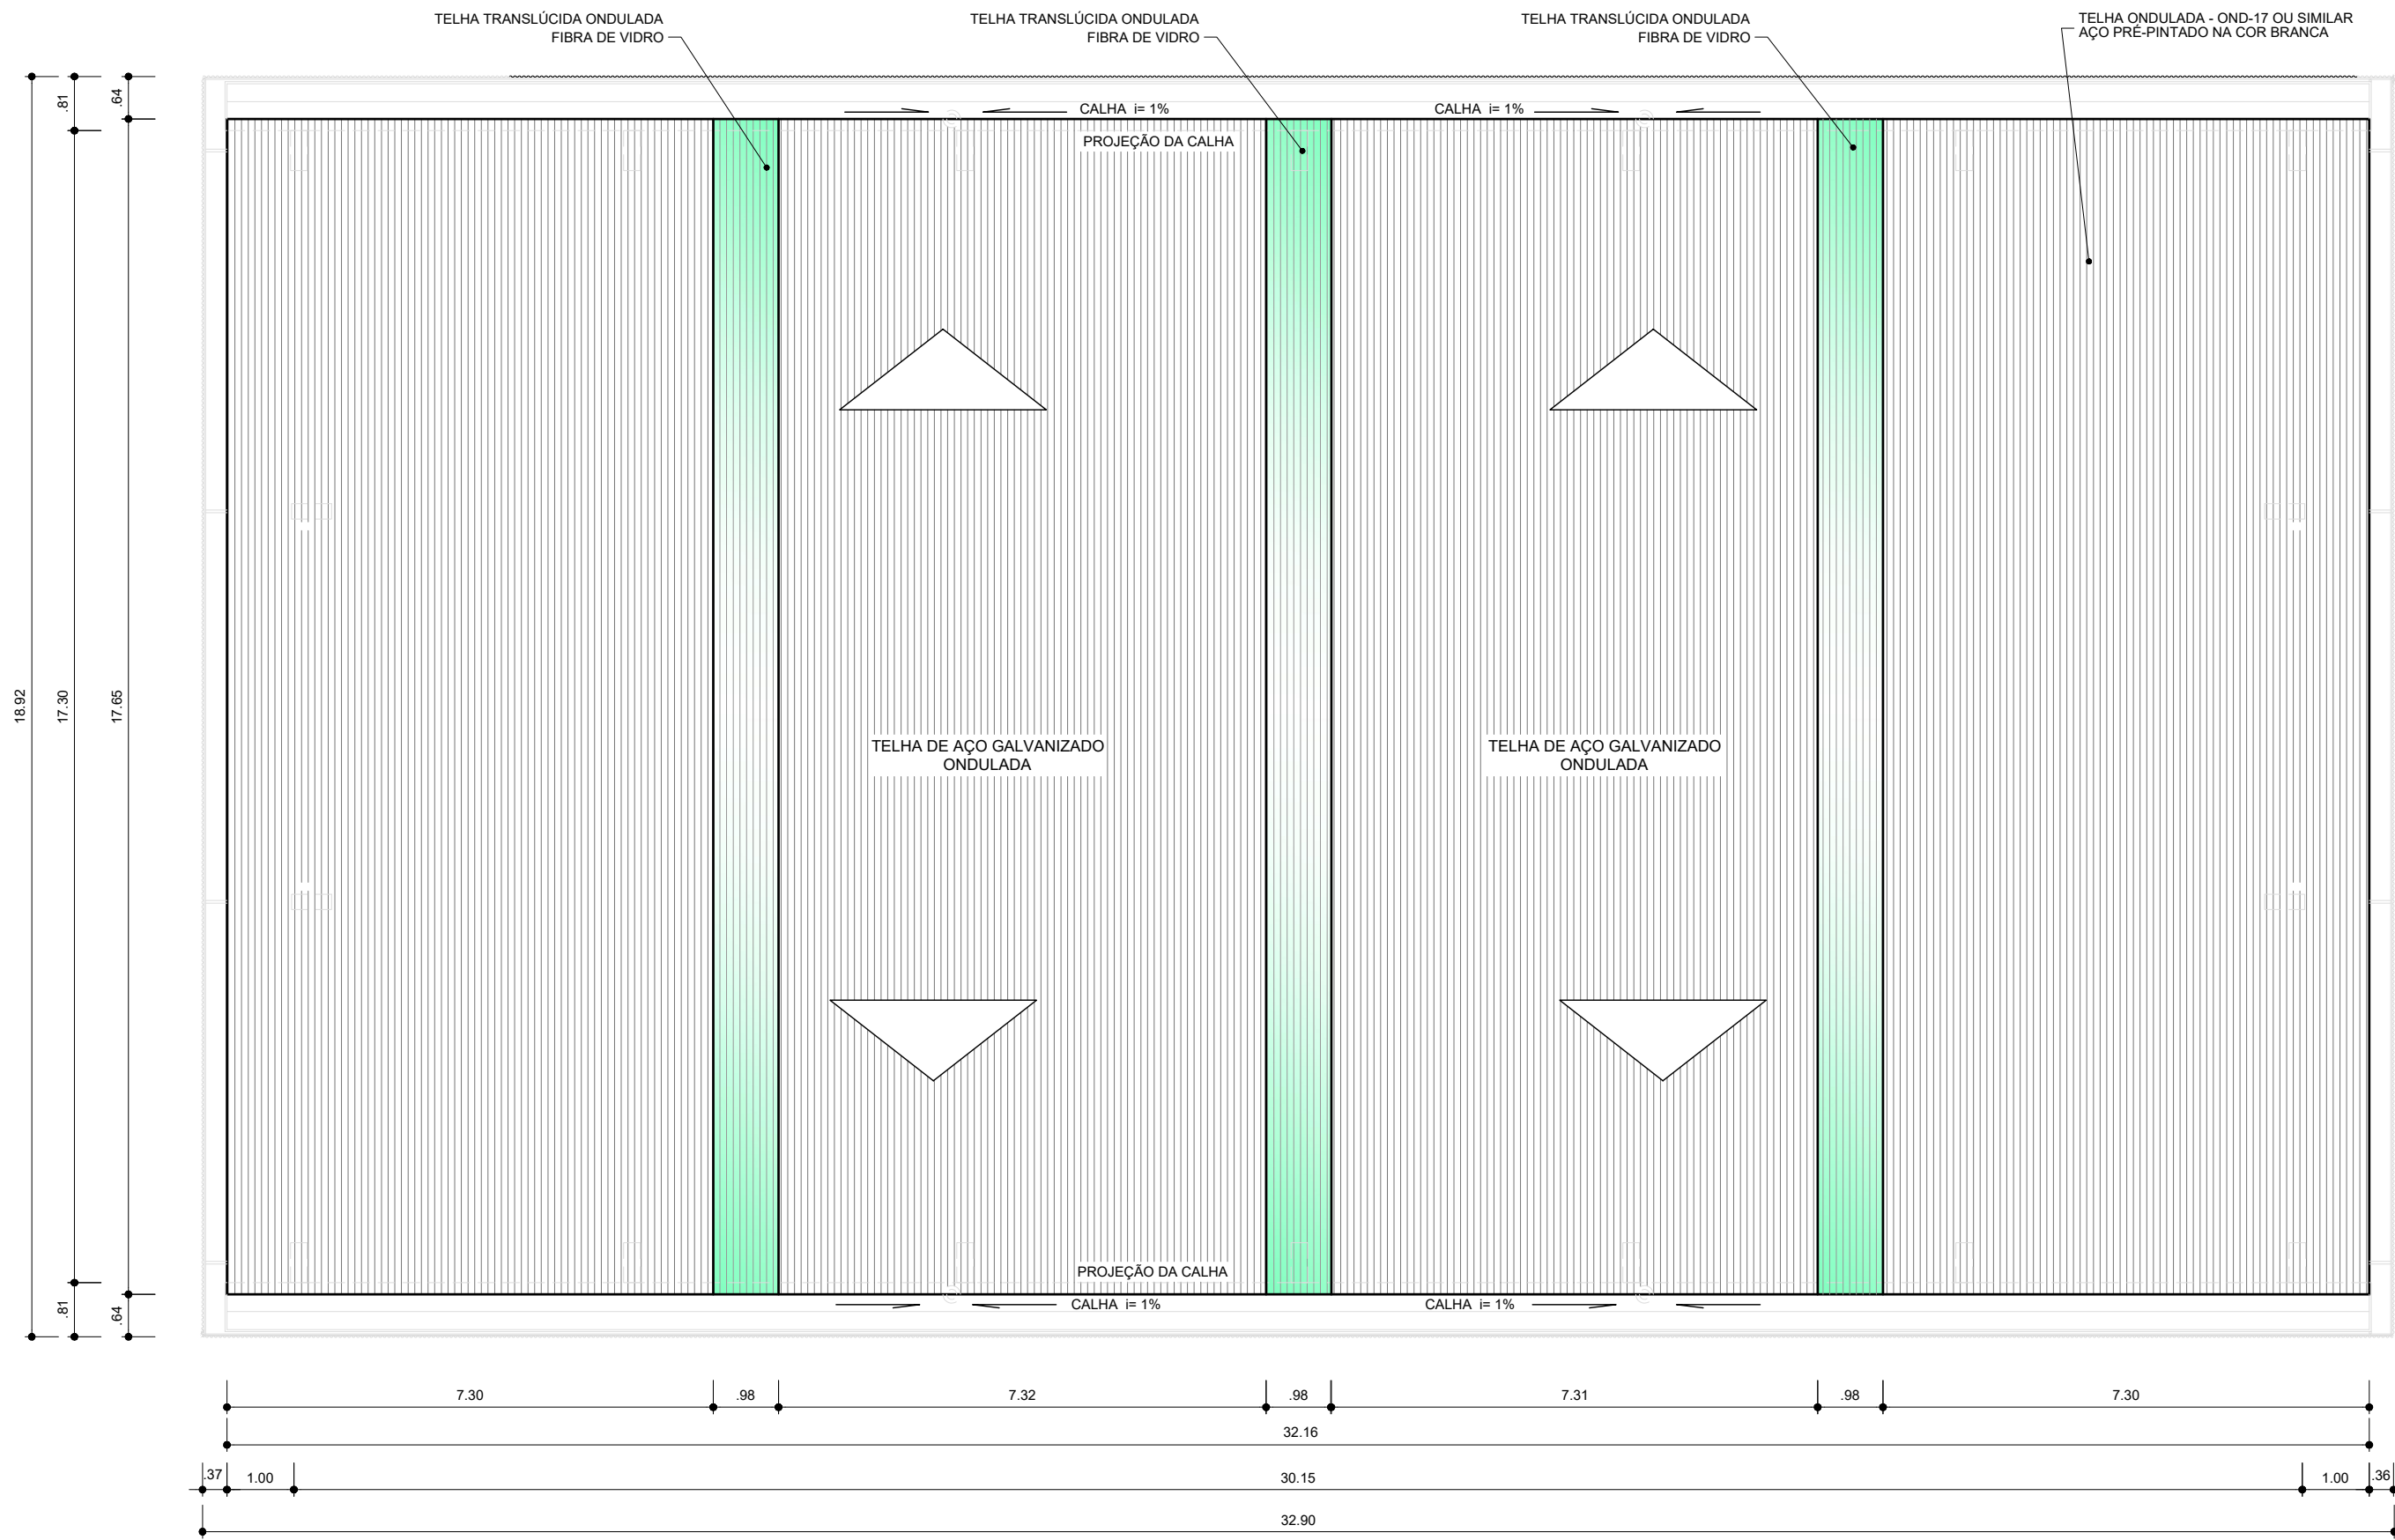 TELHA TRANSLÚCIDA ONDULADA
FIBRA DE VIDRO
TELHA TRANSLÚCIDA ONDULADA
FIBRA DE VIDRO
TELHA TRANSLÚCIDA ONDULADA
FIBRA DE VIDRO
TELHA ONDULADA - OND-17 OU SIMILAR
AÇO PRÉ-PINTADO NA COR BRANCA
.81
.64
CALHA i= 1%
CALHA i= 1%
PROJEÇÃO DA CALHA
18.92
17.30
17.65
TELHA DE AÇO GALVANIZADO
ONDULADA
TELHA DE AÇO GALVANIZADO
ONDULADA
PROJEÇÃO DA CALHA
CALHA i= 1%
CALHA i= 1%
.81
.64
7.30
.98
7.32
.98
7.31
.98
7.30
32.16
.37
1.00
30.15
1.00
.36
32.90